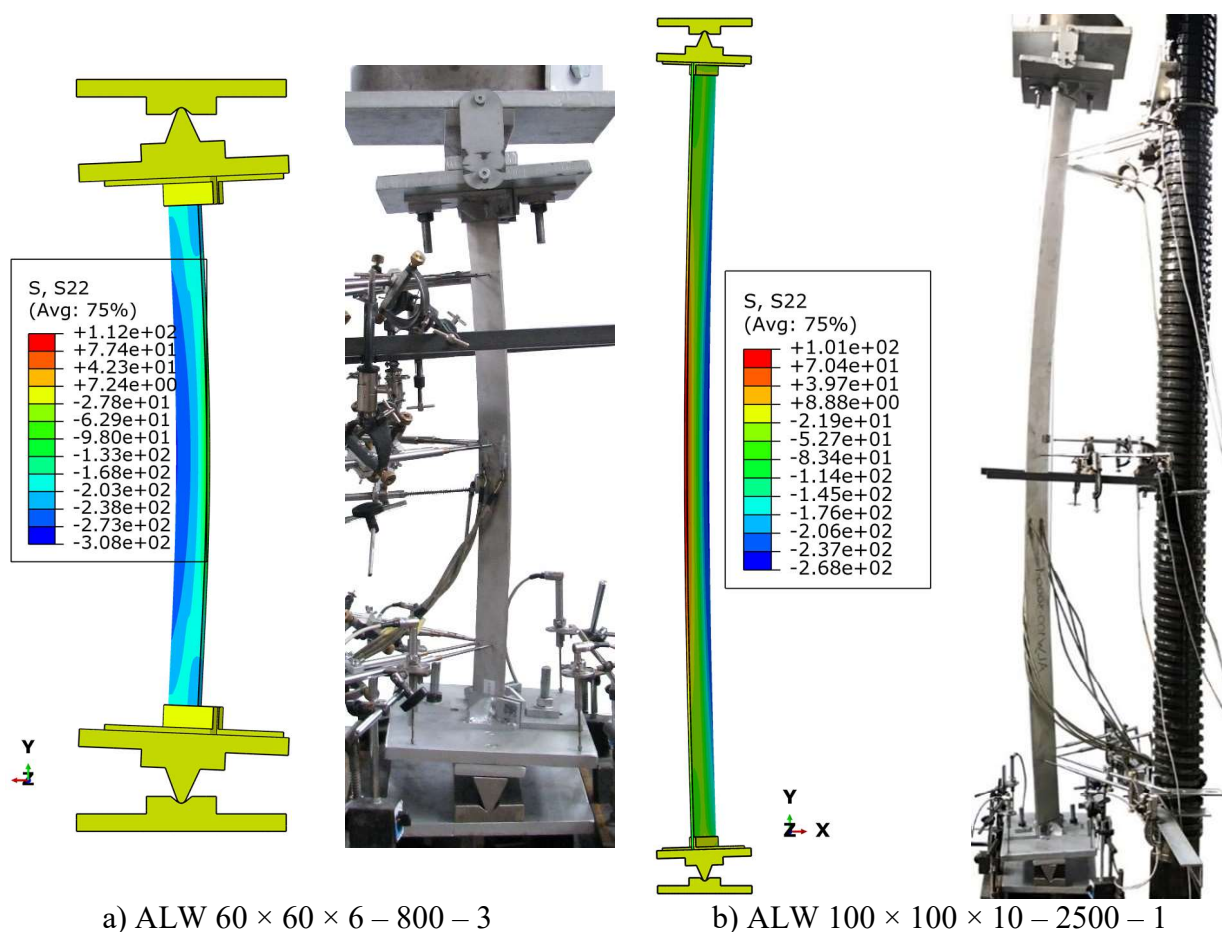 S, S22
(Avg: 75%)
+1.12e+02
+7.74e+01
+4.23e+01
+7.24e+00
-2.78e+01
-6.29e+01
-9.80e+01
-1.33e+02
-1.68e+02
-2.03e+02
-2.38e+02
-2.73e+02
-3.08e+02
Y
Z
S, S22
(Avg: 75%)
+1.01e+02
+7.04e+01
+3.97e+01
+8.88e+00
-2.19e+01
-5.27e+01
-8.34e+01
-1.14e+02
-1.45e+02
-1.76e+02
-2.06e+02
-2.37e+02
-2.68e+02
Y
Z X
a) ALW 60 × 60 × 6 – 800 – 3
b) ALW 100 × 100 × 10 – 2500 – 1